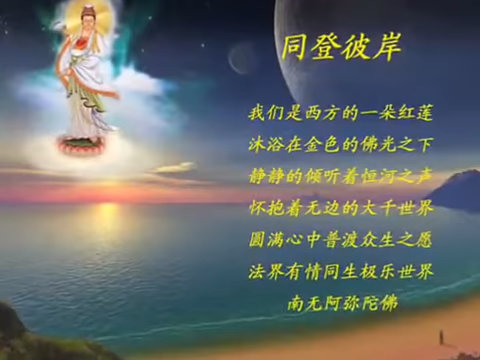 同登彼岸
我们是西方的一朵红莲
沐浴在金色的佛光之下
静静的倾听着恒河之声
怀抱着无边的大千世界
圆满心中普渡众生之愿
法界有情同生极乐世界
南无阿弥陀佛